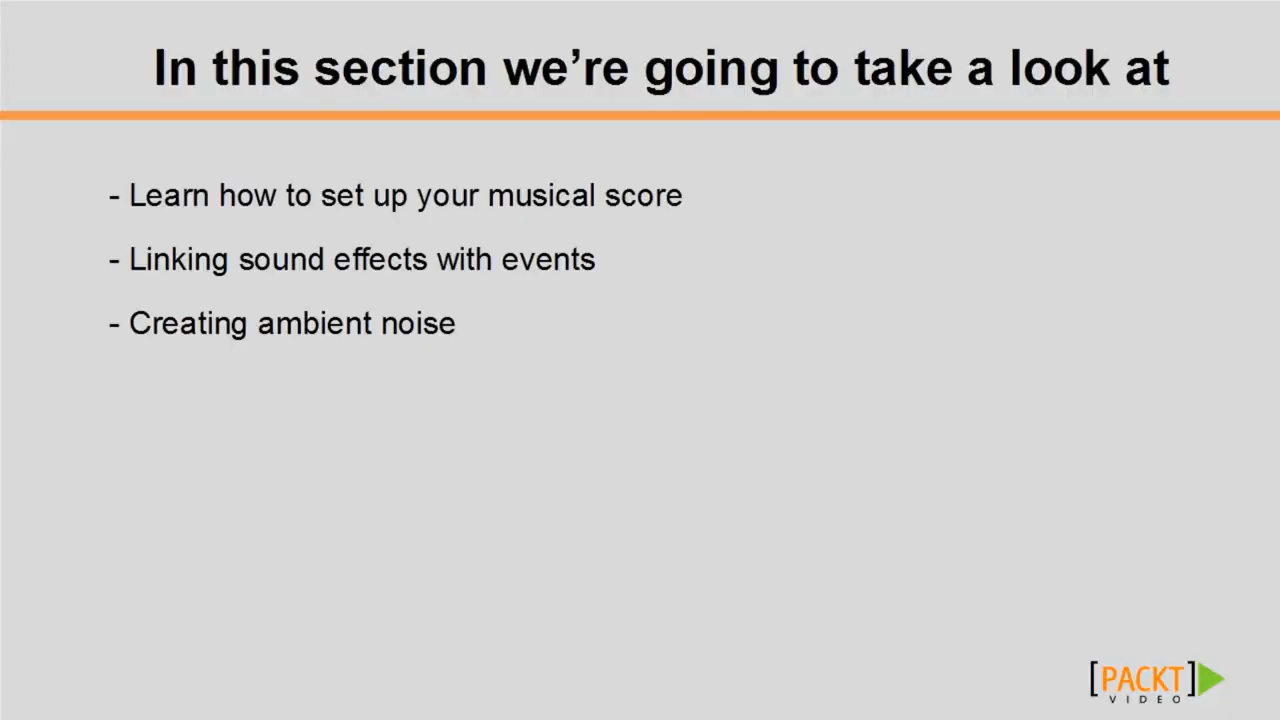 In this section we’re going to take a look at
- Learn how to set up your musical score
- Linking sound effects with events
- Creating ambient noise
[PACKT]
VIDEO